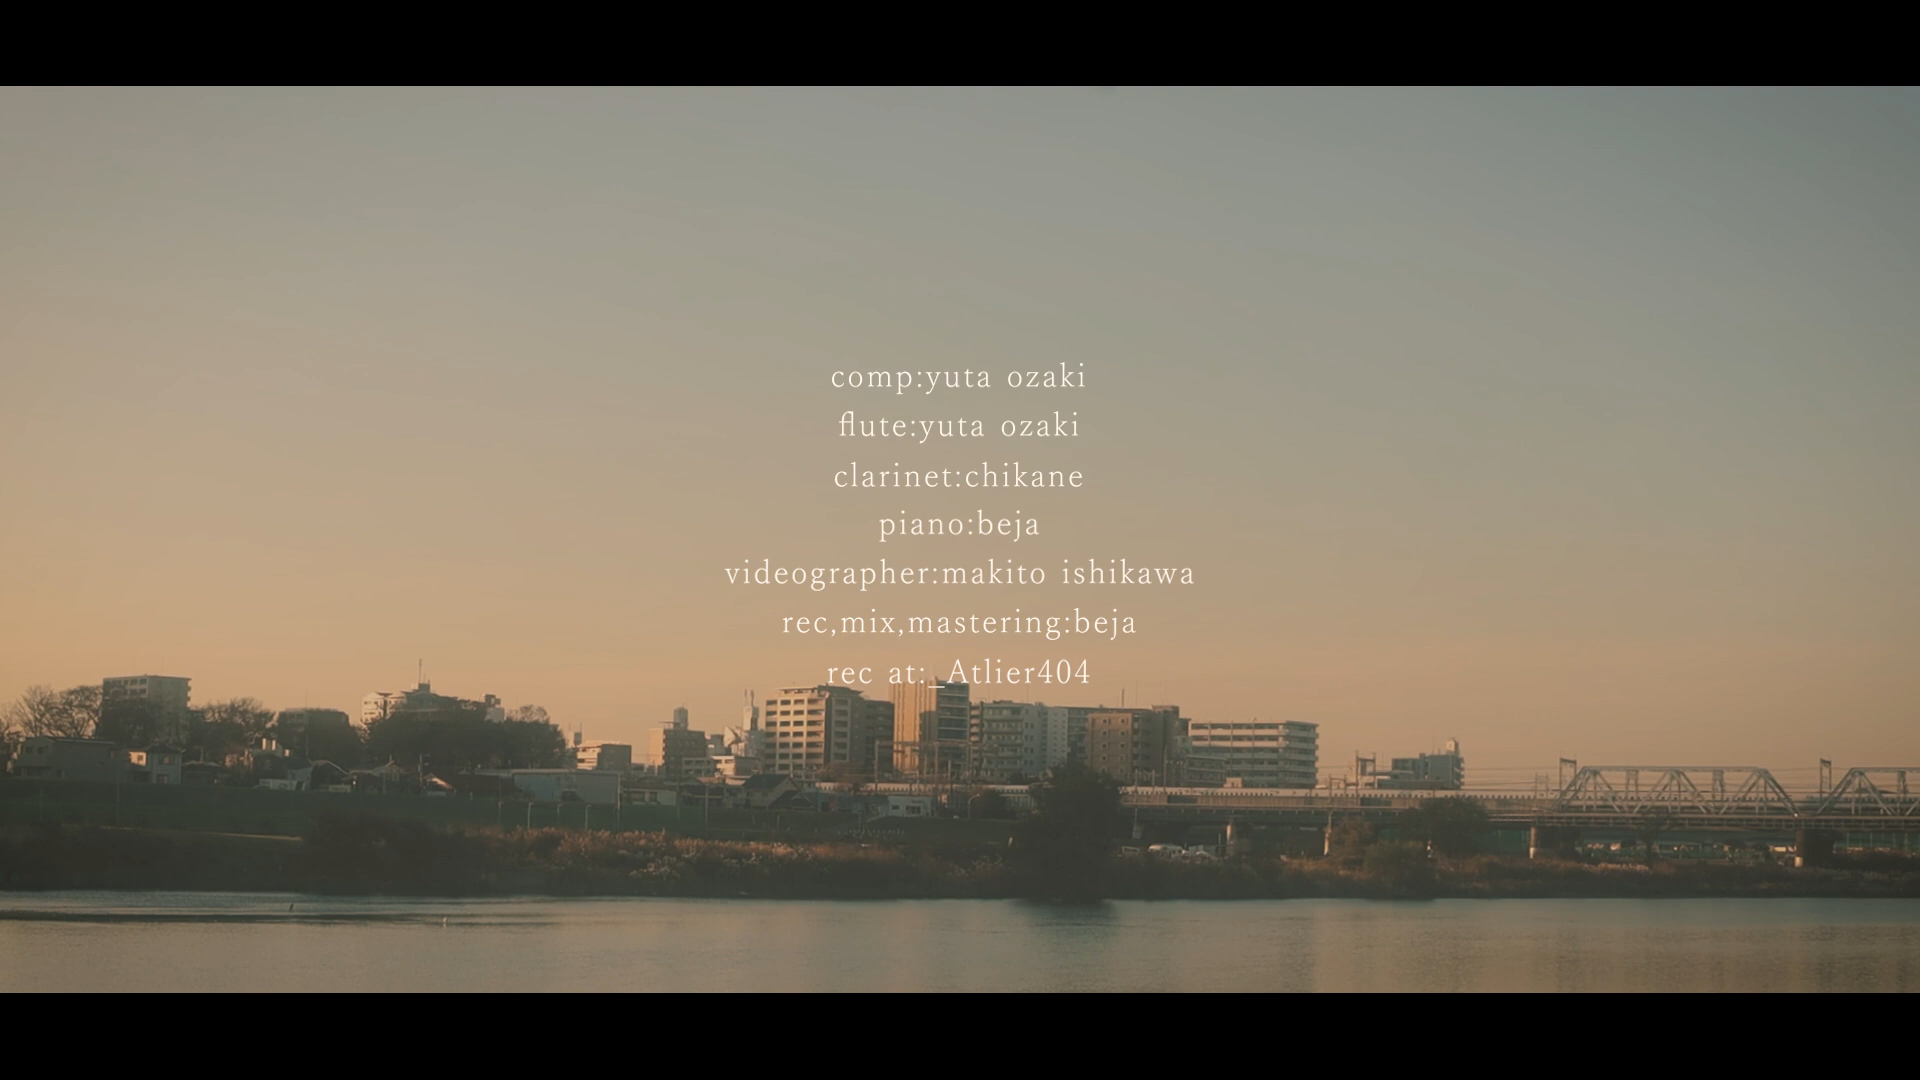 comp:yuta ozaki
flute:yuta ozaki
clarinet:chikane
piano:beja
videographer:makito ishikawa
rec,mix,mastering:beja
rec at:_Atlier404